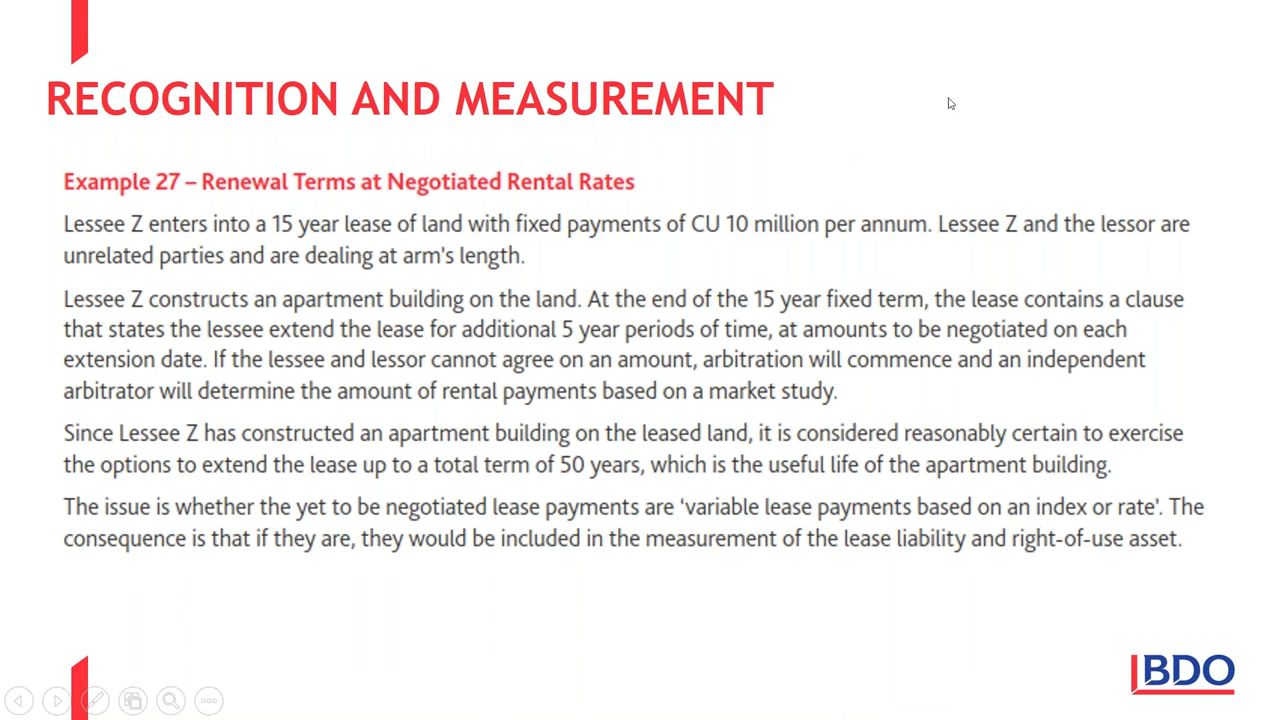 RECOGNITION AND MEASUREMENT
Example 27 – Renewal Terms at Negotiated Rental Rates
Lessee Z enters into a 15 year lease of land with fixed payments of CU 10 million per annum. Lessee Z and the lessor are
unrelated parties and are dealing at arm's length.
Lessee Z constructs an apartment building on the land. At the end of the 15 year fixed term, the lease contains a clause
that states the lessee extend the lease for additional 5 year periods of time, at amounts to be negotiated on each
extension date. If the lessee and lessor cannot agree on an amount, arbitration will commence and an independent
arbitrator will determine the amount of rental payments based on a market study.
Since Lessee Z has constructed an apartment building on the leased land, it is considered reasonably certain to exercise
the options to extend the lease up to a total term of 50 years, which is the useful life of the apartment building.
The issue is whether the yet to be negotiated lease payments are ‘variable lease payments based on an index or rate’. The
consequence is that if they are, they would be included in the measurement of the lease liability and right-of-use asset.
BDO